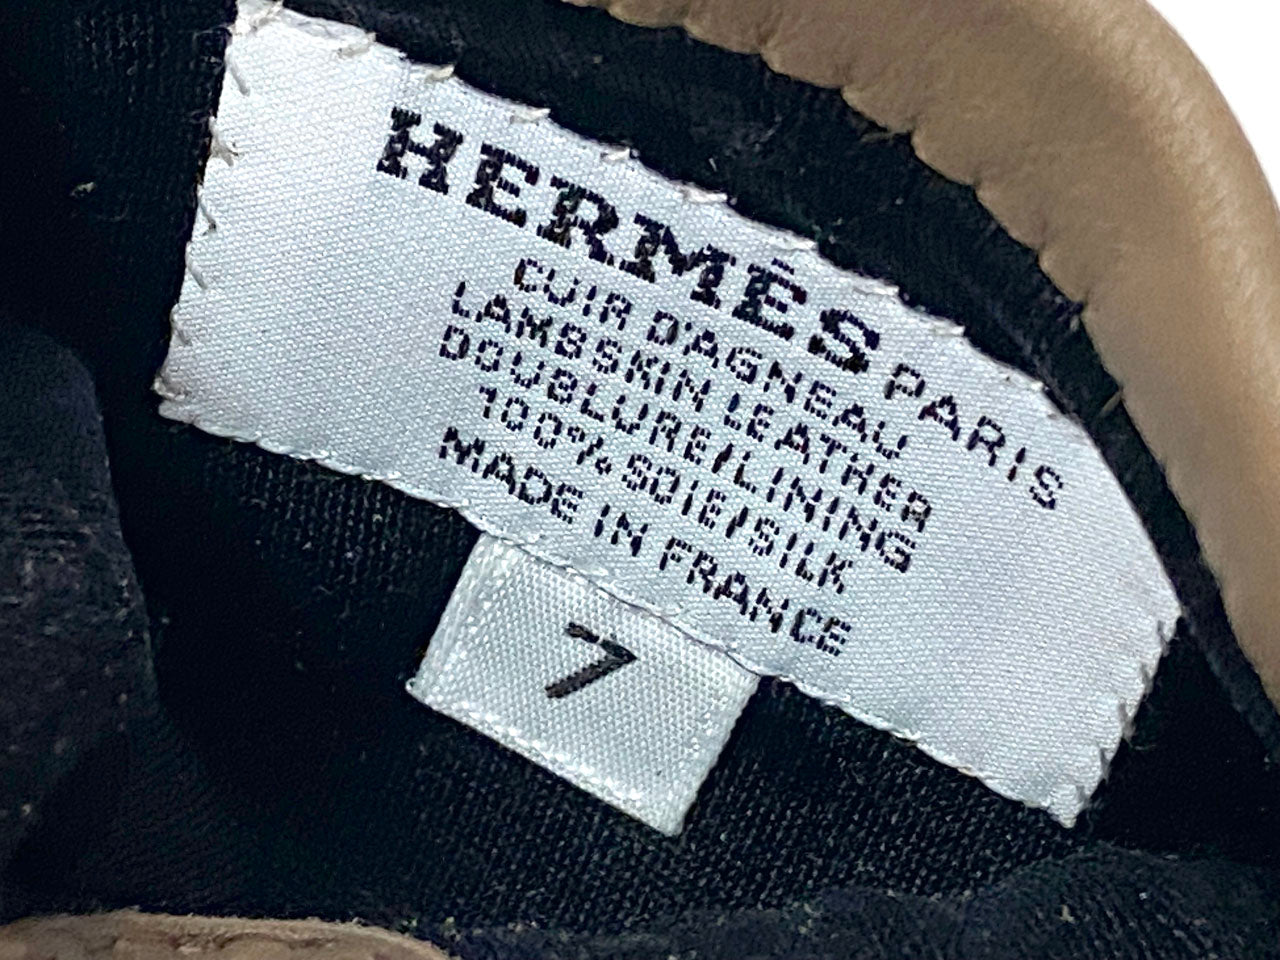 HERMÈS PARIS
CUIR D'AGNEAU
LAMBSKIN LEATHER
DOUBLURE/LINING
100% SOIE/SILK
MADE IN FRANCE
7